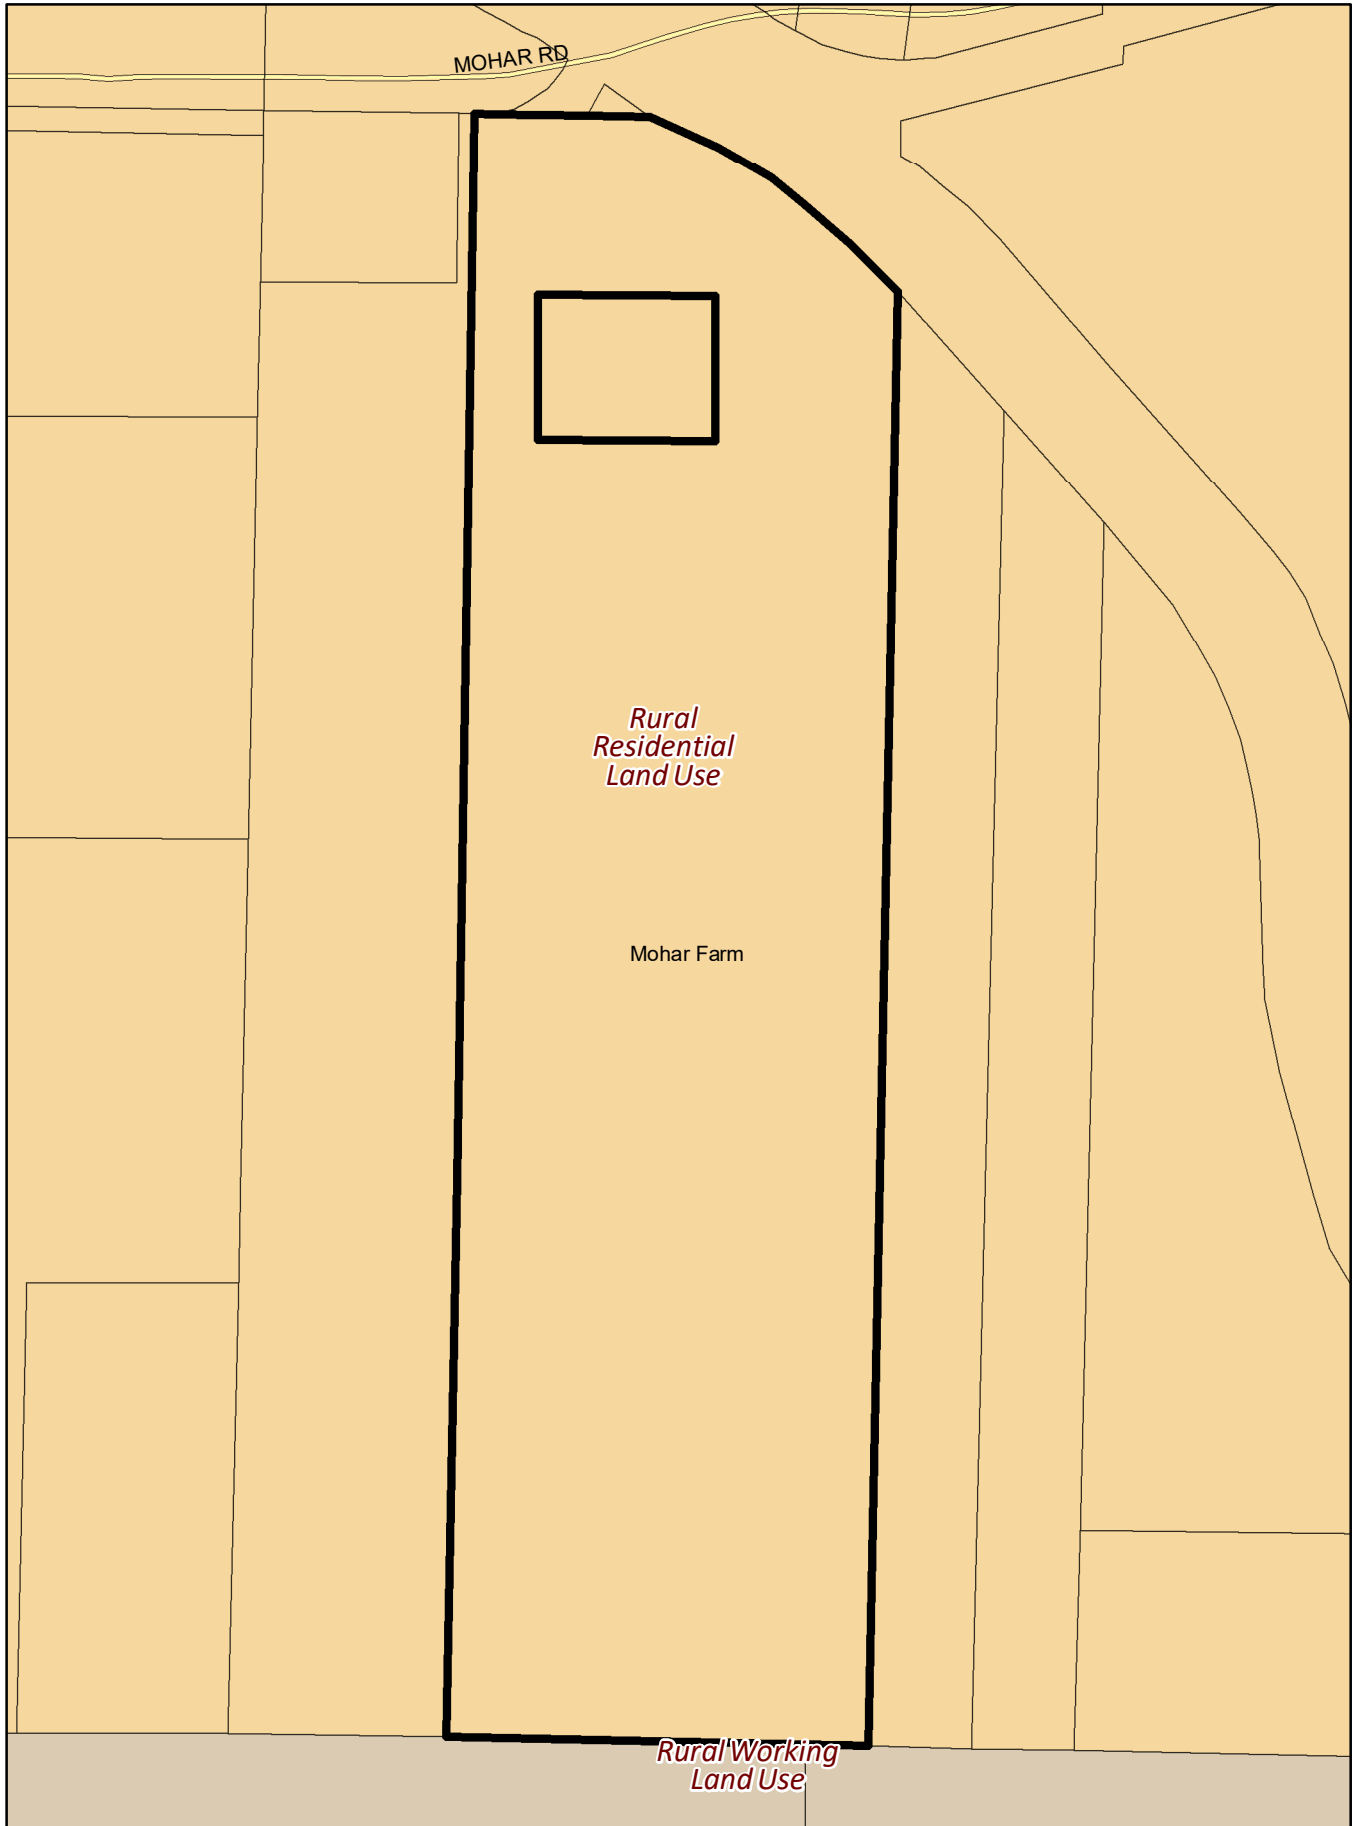 MOHAR RD
Rural
Residential
Land Use
Mohar Farm
Rural Working
Land Use